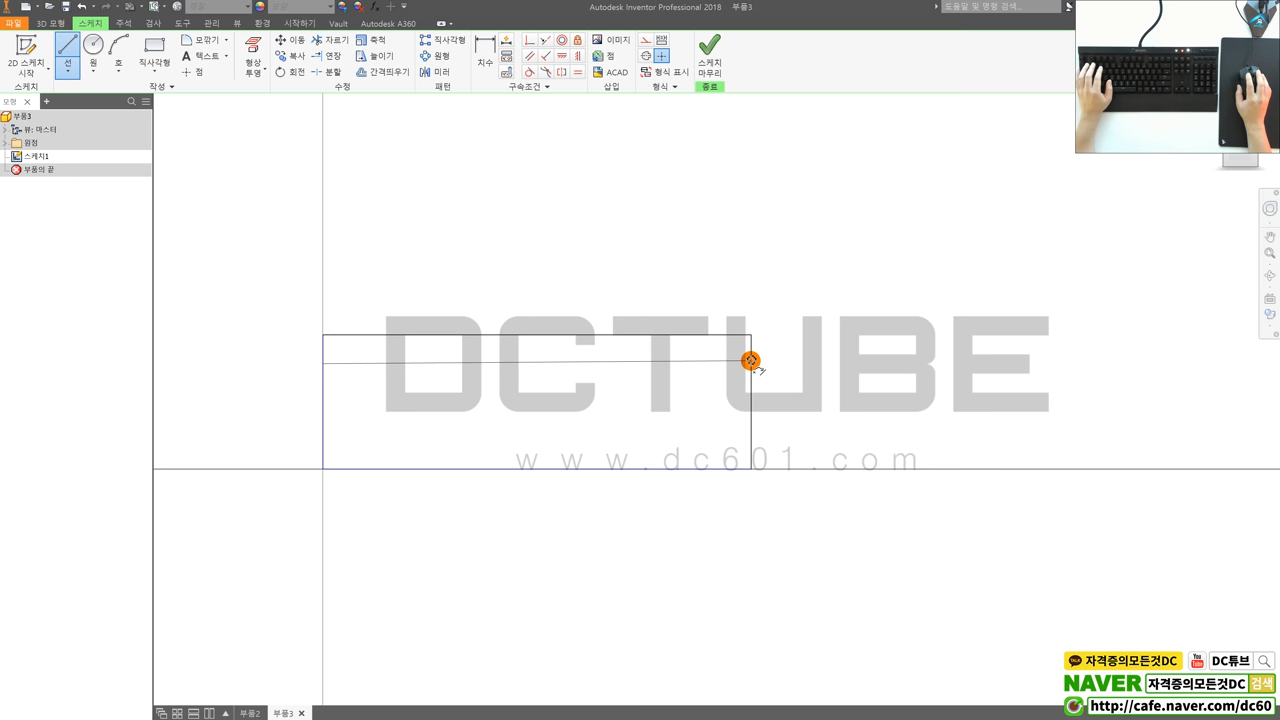 Autodesk Inventor Professional 2018 부품3
도움말 및 명령 검색...
파일 3D 모형 스케치 주석 검사 도구 관리 뷰 환경 시작하기 Vault Autodesk A360
2D 스케치 시작
선
원
호
직사각형
모깎기
텍스트
점
형상 투영
이동
복사
회전
자르기
연장
분할
축척
늘이기
간격띄우기
직사각형
원형
미러
치수
이미지
점
ACAD
형식 표시
스케치 마무리
스케치 작성 수정 패턴 구속조건 삽입 형식 종료
모형
부품3
뷰: 마스터
원점
스케치1
부품의 끝
DCTUBE
www.dc601.com
부품2 부품3
TALK 자격증의모든것DC You Tube DC튜브
NAVER 자격증의모든것DC 검색
http://cafe.naver.com/dc60